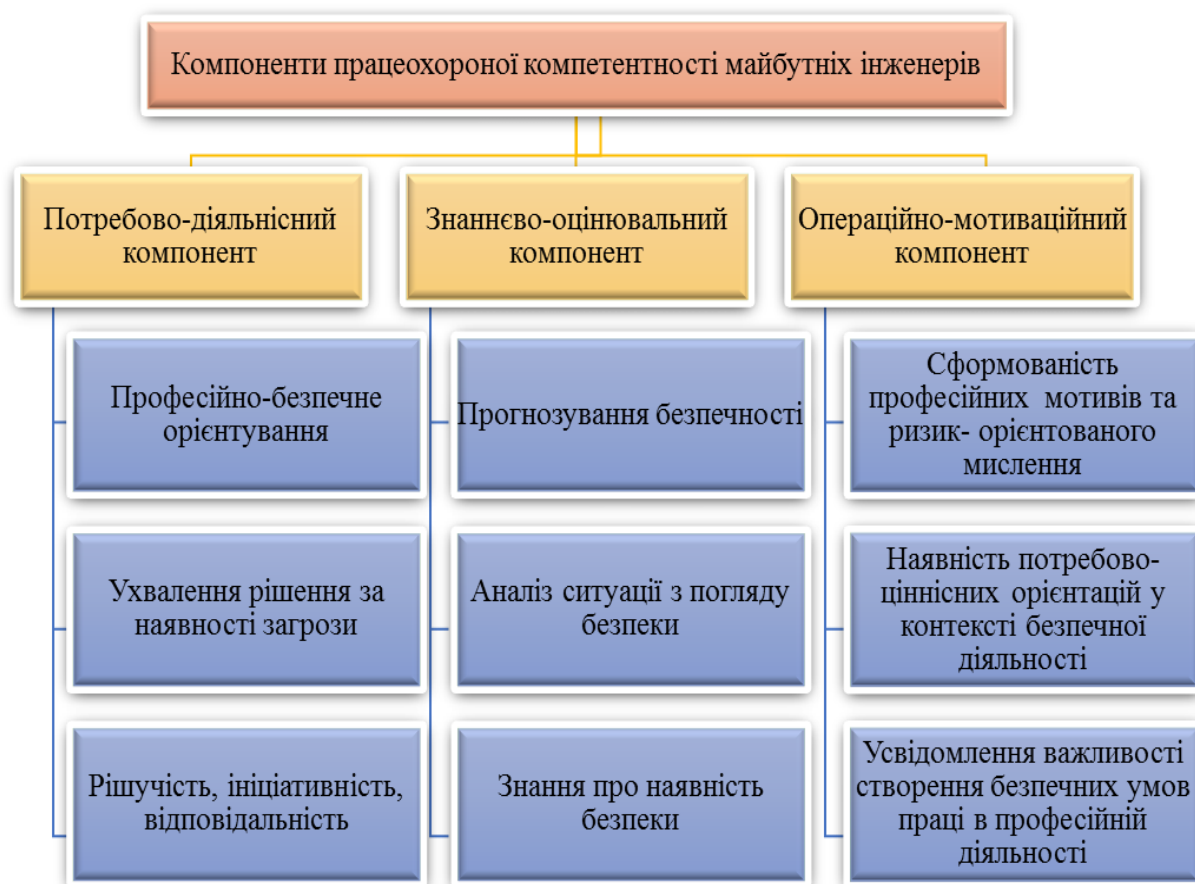 Компоненти працеохороної компетентності майбутніх інженерів
Потребово-діяльнісний
компонент
Знаннєво-оцінювальний
компонент
Операційно-мотиваційний
компонент
Професійно-безпечне
орієнтування
Прогнозування безпечності
Сформованість
професійних мотивів та
ризик- орієнтованого
мислення
Ухвалення рішення за
наявності загрози
Аналіз ситуації з погляду
безпеки
Наявність потребово-
ціннісних орієнтацій у
контексті безпечної
діяльності
Рішучість, ініціативність,
відповідальність
Знання про наявність
безпеки
Усвідомлення важливості
створення безпечних умов
праці в професійній
діяльності